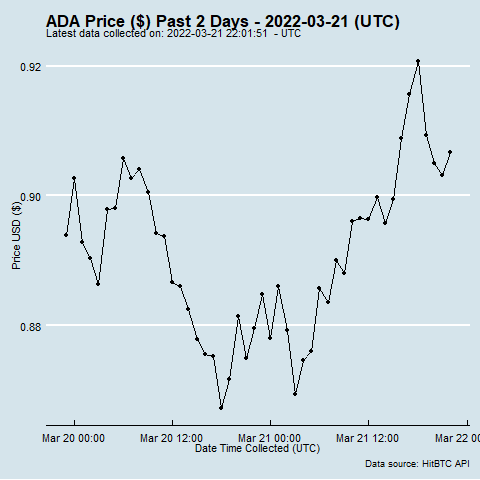 ADA Price ($) Past 2 Days - 2022-03-21 (UTC)
Latest data collected on: 2022-03-21 22:01:51 - UTC
0.92
0.90
0.88
Price USD ($)
Mar 20 00:00 Mar 20 12:00 Mar 21 00:00 Mar 21 12:00 Mar 22 0
Date Time Collected (UTC)
Data source: HitBTC API